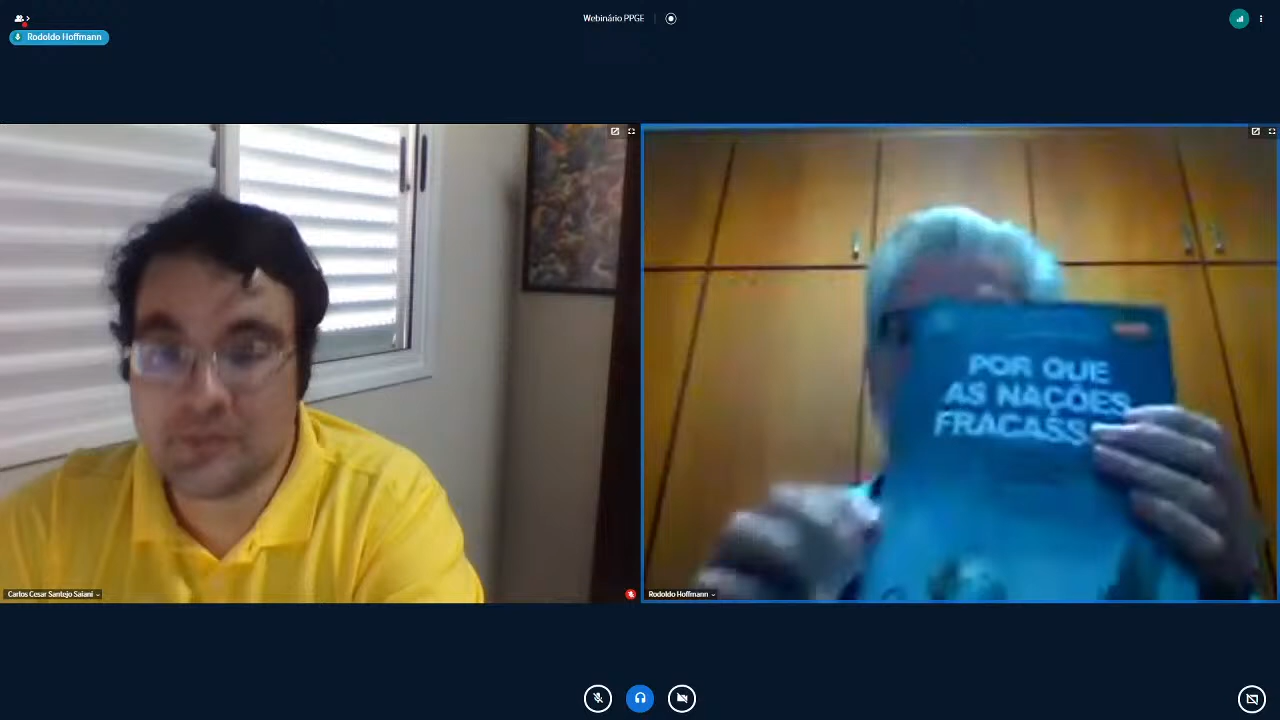 Webinário PPGE
Rodoldo Hoffmann
POR QUE
AS NAÇÕES
Carlos Cesar Santejo Saiani
Rodoldo Hoffmann